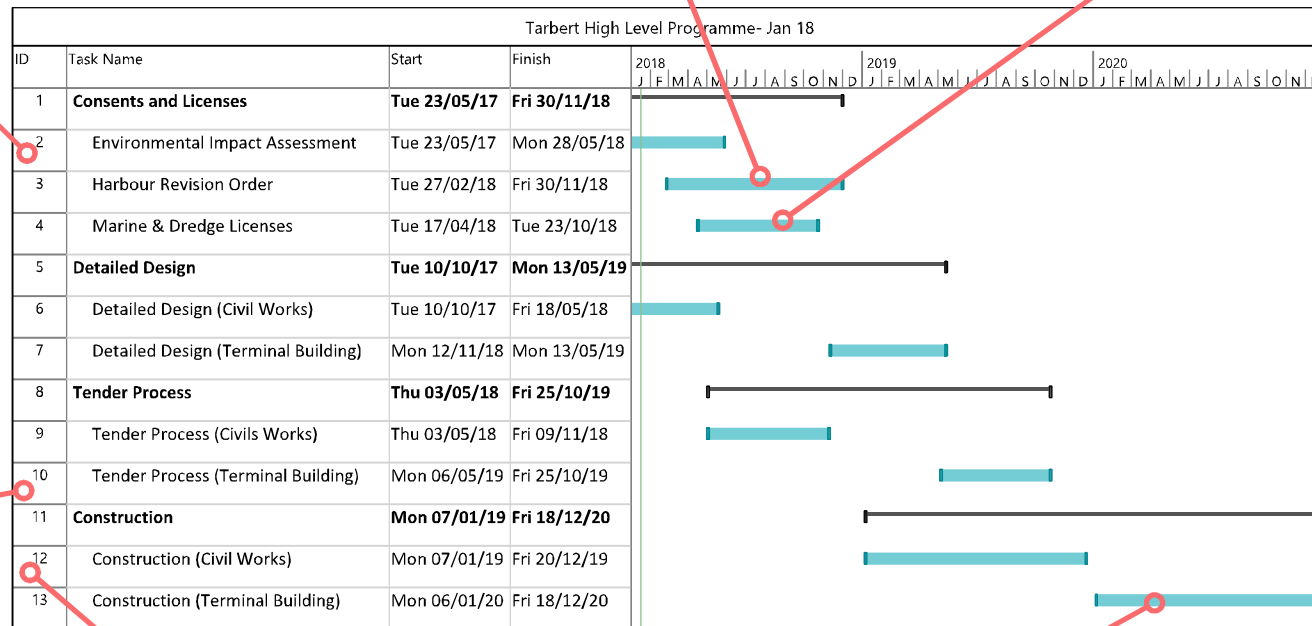 Tarbert High Level Programme- Jan 18
ID Task Name Start Finish 2018 2019 2020
J F M A M J J A S O N D J F M A M J J A S O N D J F M A M J J A S O N
1 Consents and Licenses Tue 23/05/17 Fri 30/11/18
2 Environmental Impact Assessment Tue 23/05/17 Mon 28/05/18
3 Harbour Revision Order Tue 27/02/18 Fri 30/11/18
4 Marine & Dredge Licenses Tue 17/04/18 Tue 23/10/18
5 Detailed Design Tue 10/10/17 Mon 13/05/19
6 Detailed Design (Civil Works) Tue 10/10/17 Fri 18/05/18
7 Detailed Design (Terminal Building) Mon 12/11/18 Mon 13/05/19
8 Tender Process Thu 03/05/18 Fri 25/10/19
9 Tender Process (Civils Works) Thu 03/05/18 Fri 09/11/18
10 Tender Process (Terminal Building) Mon 06/05/19 Fri 25/10/19
11 Construction Mon 07/01/19 Fri 18/12/20
12 Construction (Civil Works) Mon 07/01/19 Fri 20/12/19
13 Construction (Terminal Building) Mon 06/01/20 Fri 18/12/20